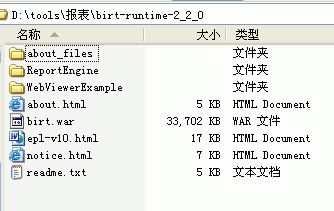 D:\tools\报表\birt-runtime-2_2_0
名称 大小 类型
about_files 文件夹
ReportEngine 文件夹
WebViewerExample 文件夹
about.html 5 KB HTML Document
birt.war 33,702 KB WAR 文件
epl-v10.html 17 KB HTML Document
notice.html 7 KB HTML Document
readme.txt 5 KB 文本文档